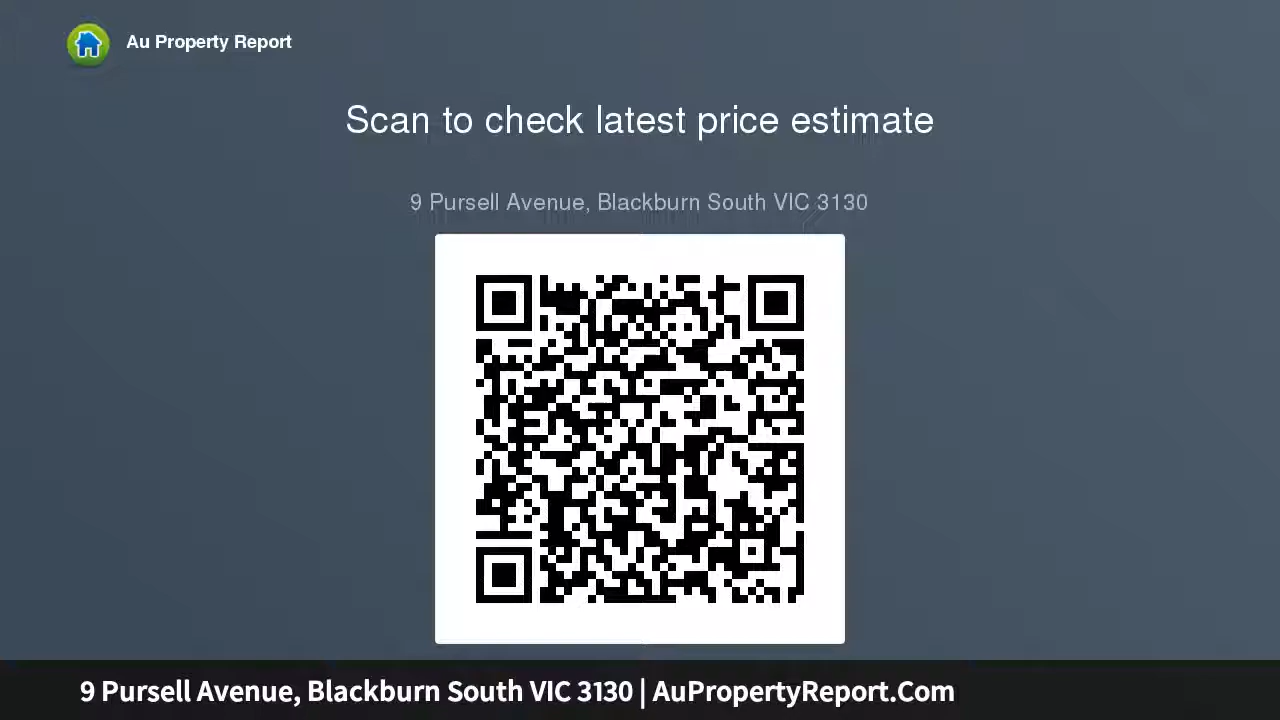 Au Property Report
Scan to check latest price estimate
9 Pursell Avenue, Blackburn South VIC 3130
9 Pursell Avenue, Blackburn South VIC 3130 | AuPropertyReport.Com